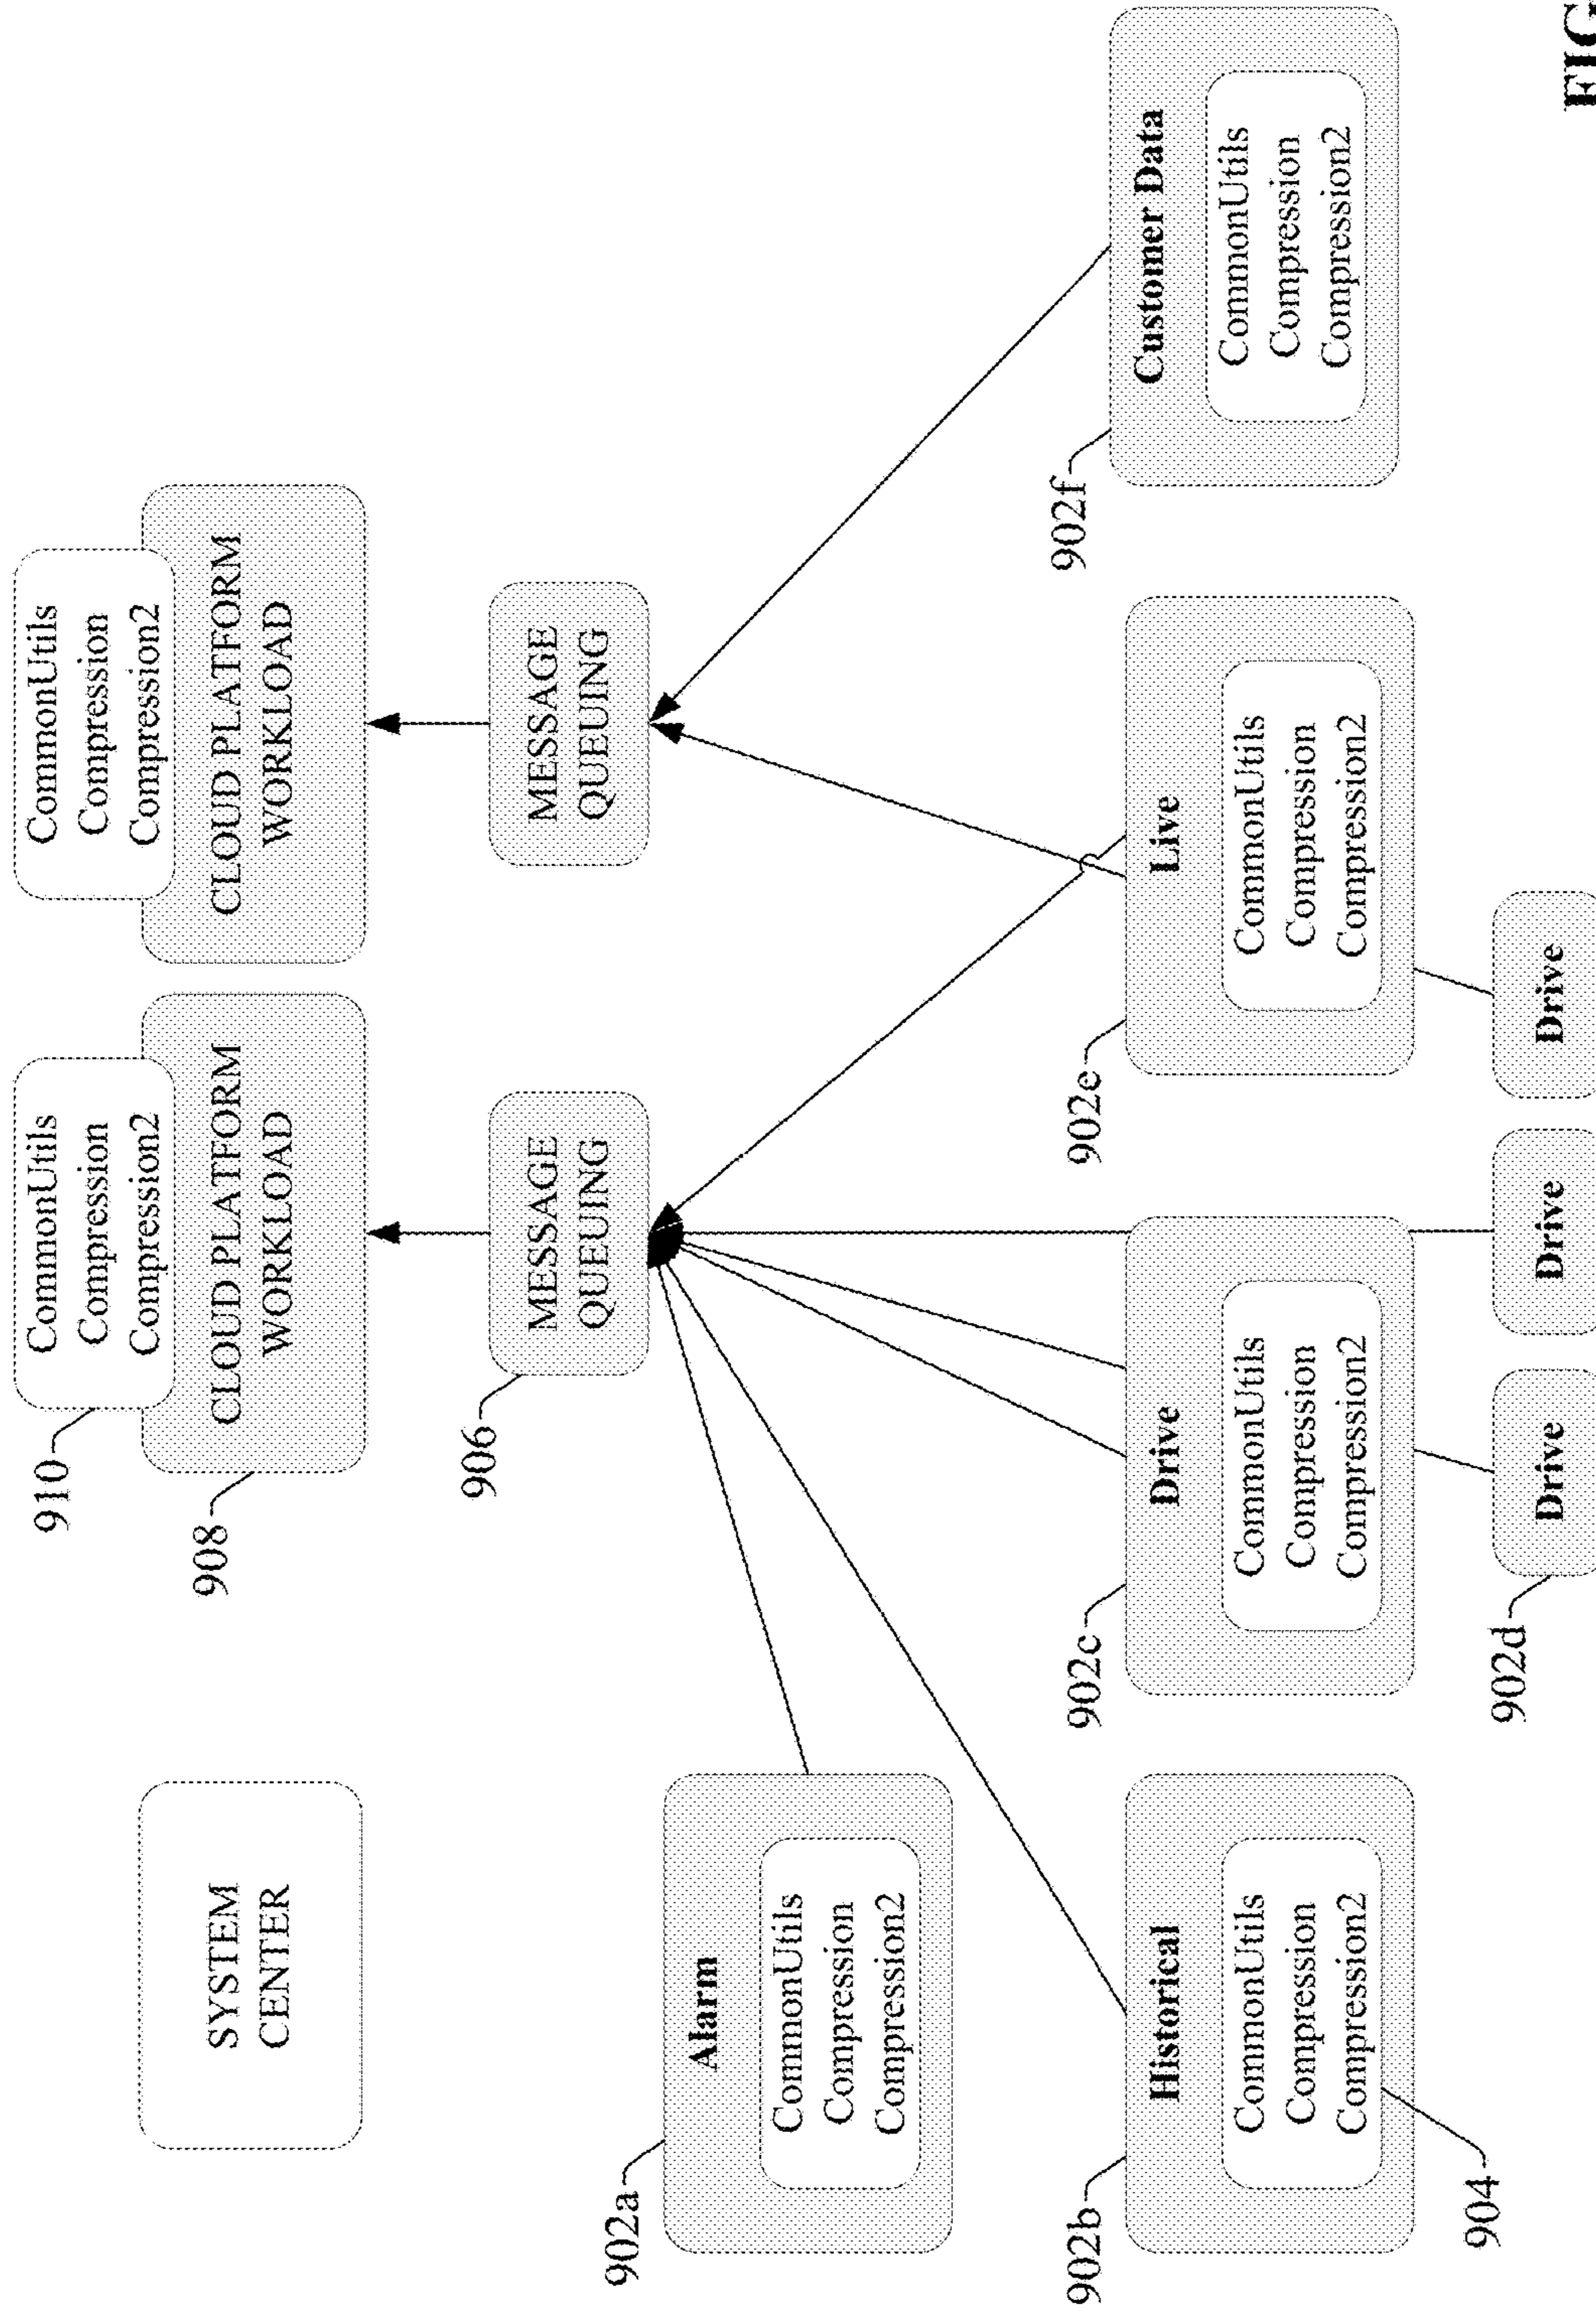 SYSTEM
CENTER
910
CommonUtils
Compression
Compression2
908
CLOUD PLATFORM
WORKLOAD
CommonUtils
Compression
Compression2
CLOUD PLATFORM
WORKLOAD
906
MESSAGE
QUEUING
MESSAGE
QUEUING
902a
Alarm
CommonUtils
Compression
Compression2
902b
Historical
CommonUtils
Compression
Compression2
904
902c
Drive
CommonUtils
Compression
Compression2
902e
Live
CommonUtils
Compression
Compression2
902f
Customer Data
CommonUtils
Compression
Compression2
902d
Drive
Drive
Drive
FIG